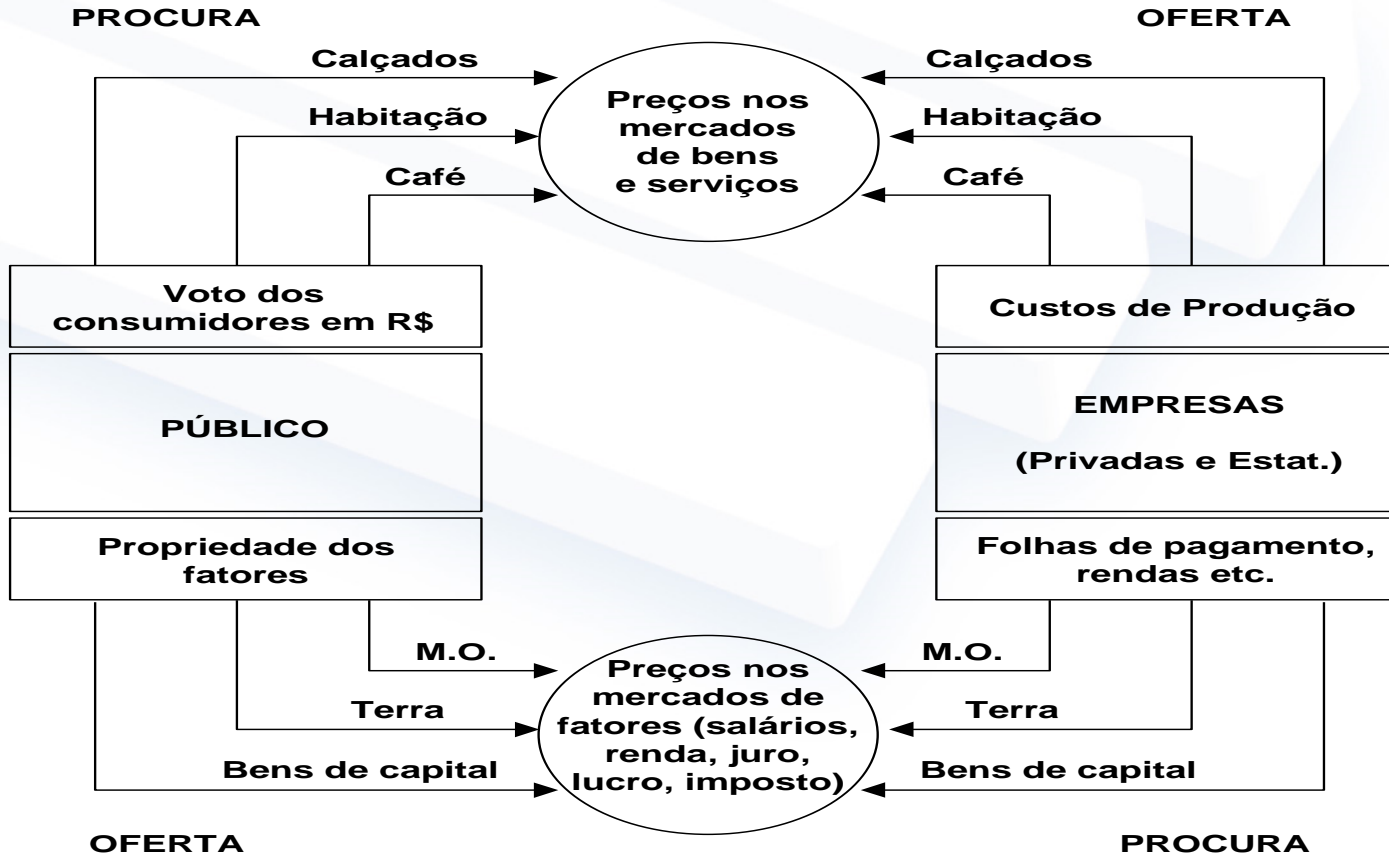 PROCURA
OFERTA
Calçados
Calçados
Habitação
Habitação
Café
Café
Preços nos
mercados
de bens
e serviços
Voto dos
consumidores em R$
Custos de Produção
PÚBLICO
EMPRESAS
(Privadas e Estat.)
Propriedade dos
fatores
Folhas de pagamento,
rendas etc.
M.O.
M.O.
Terra
Terra
Bens de capital
Bens de capital
Preços nos
mercados de
fatores (salários,
renda, juro,
lucro, imposto)
OFERTA
PROCURA